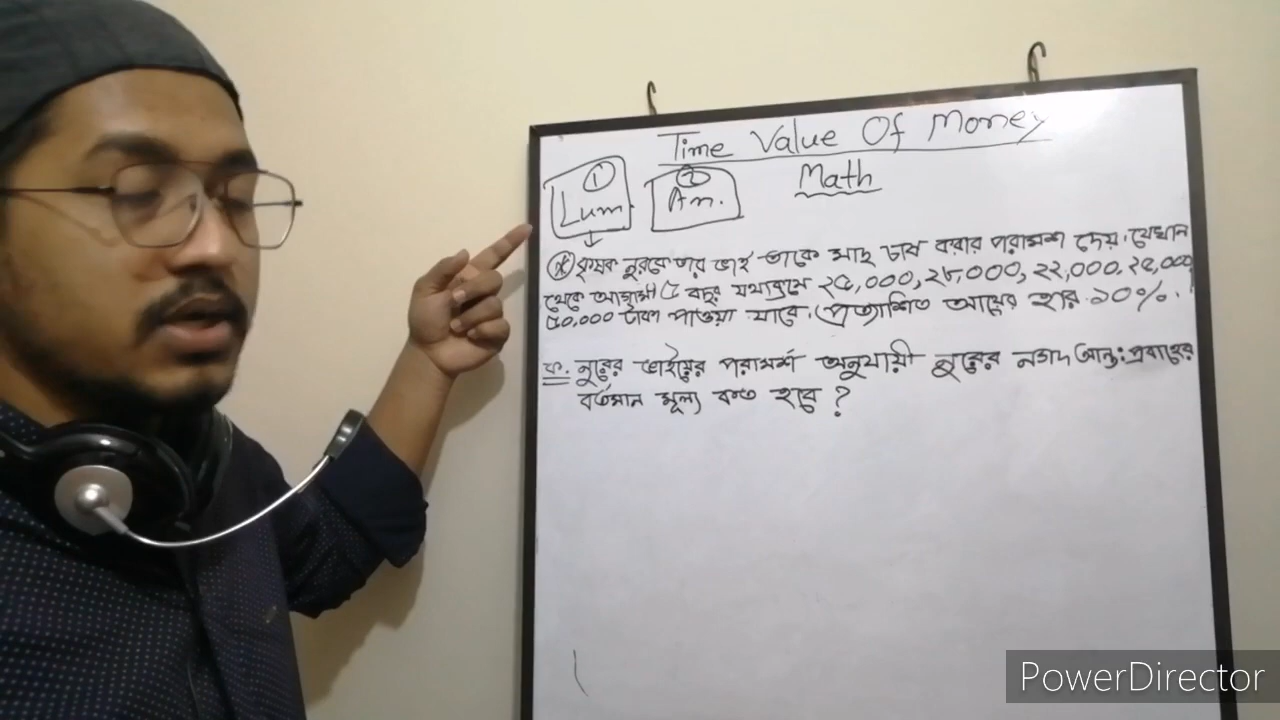 Time Value Of Money
Math
① Lum.
② An.
কৃষক নুরকে তার ভাই তাকে মাছ চাষ করার পরামর্শ দেয়। যেখান
থেকে আগামী ৫ বছর যথাক্রমে ২৫,০০০, ২৮,০০০, ২২,০০০, ২৫,০০০
৫০,০০০ টাকা পাওয়া যাবে। প্রত্যাশিত আয়ের হার ১০%।
ক. নুরের ভাইয়ের পরামর্শ অনুযায়ী নুরের নগদ আন্ত:প্রবাহের
বর্তমান মূল্য কত হবে ?
PowerDirector